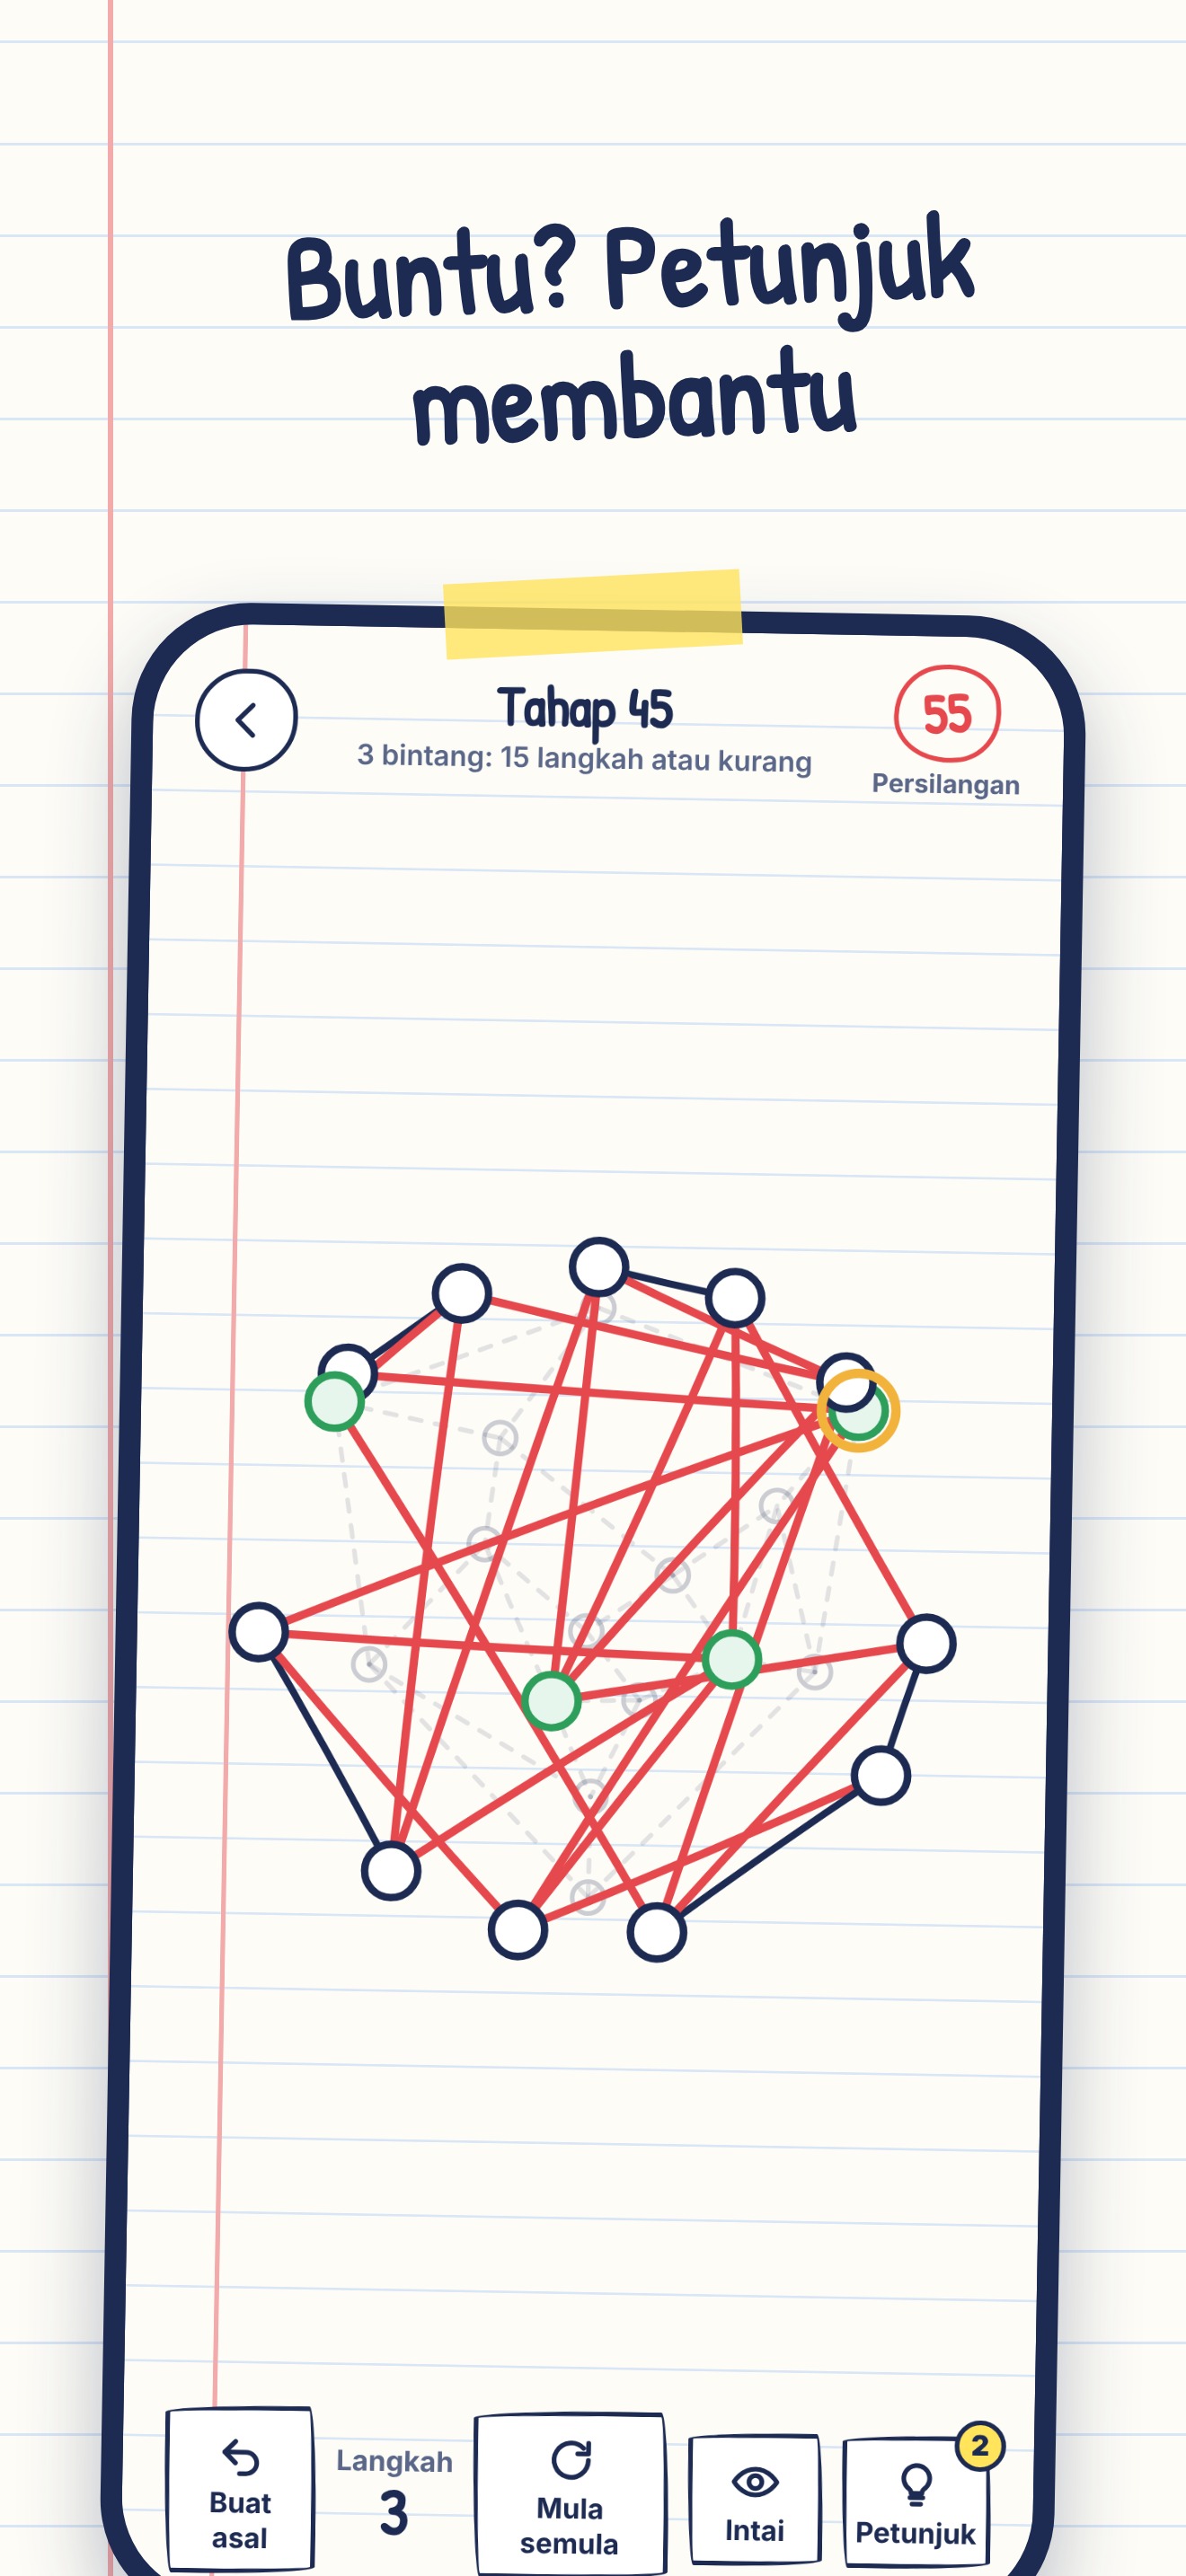 Buntu? Petunjuk
membantu
Tahap 45
3 bintang: 15 langkah atau kurang
55
Persilangan
Buat
asal
Langkah
3
Mula
semula
Intai
2
Petunjuk